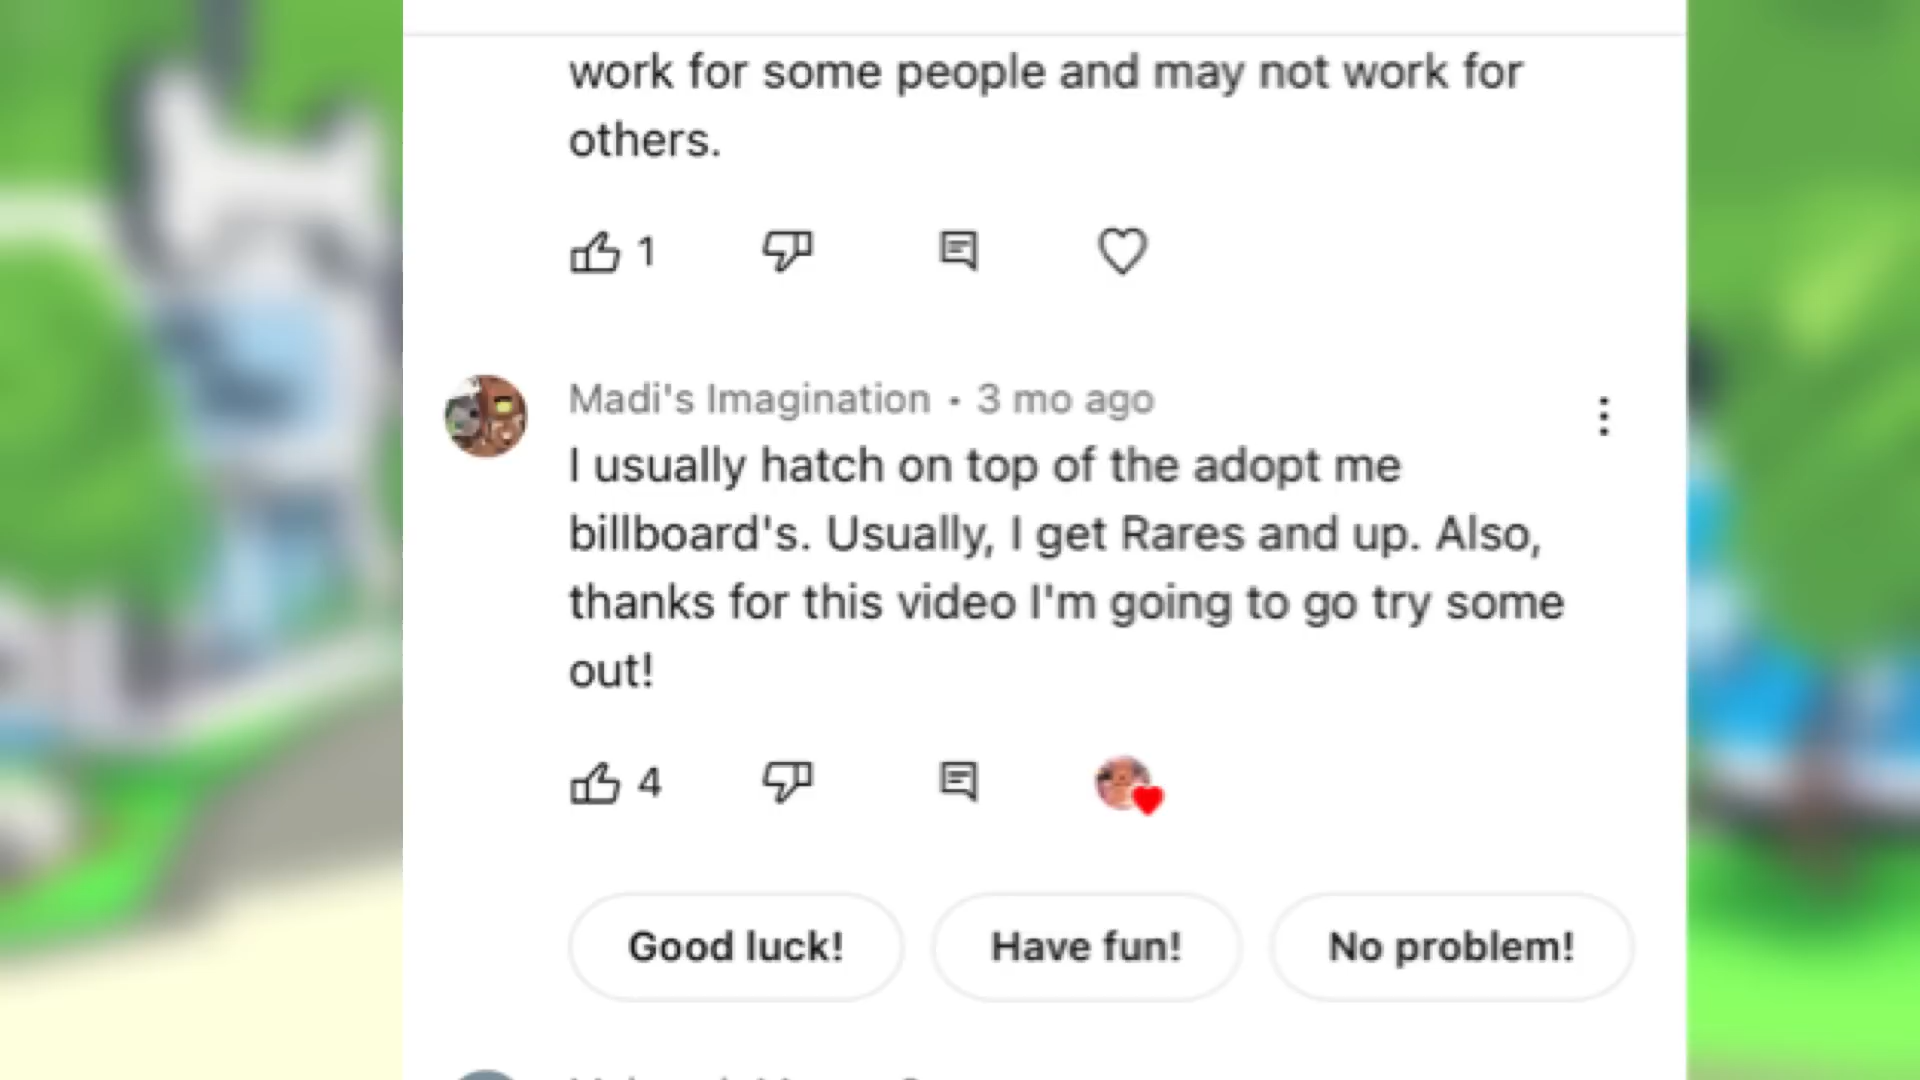 work for some people and may not work for
others.
1
Madi's Imagination • 3 mo ago
I usually hatch on top of the adopt me
billboard's. Usually, I get Rares and up. Also,
thanks for this video I'm going to go try some
out!
4
Good luck! Have fun! No problem!